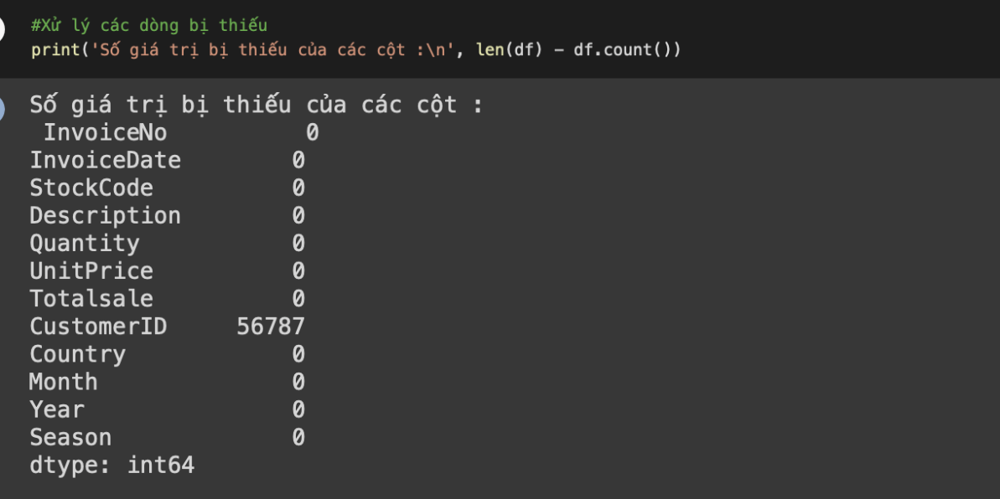 #Xử lý các dòng bị thiếu
print('Số giá trị bị thiếu của các cột :\n', len(df) – df.count())
Số giá trị bị thiếu của các cột :
 InvoiceNo          0
InvoiceDate        0
StockCode          0
Description        0
Quantity           0
UnitPrice          0
Totalsale          0
CustomerID     56787
Country            0
Month              0
Year               0
Season             0
dtype: int64